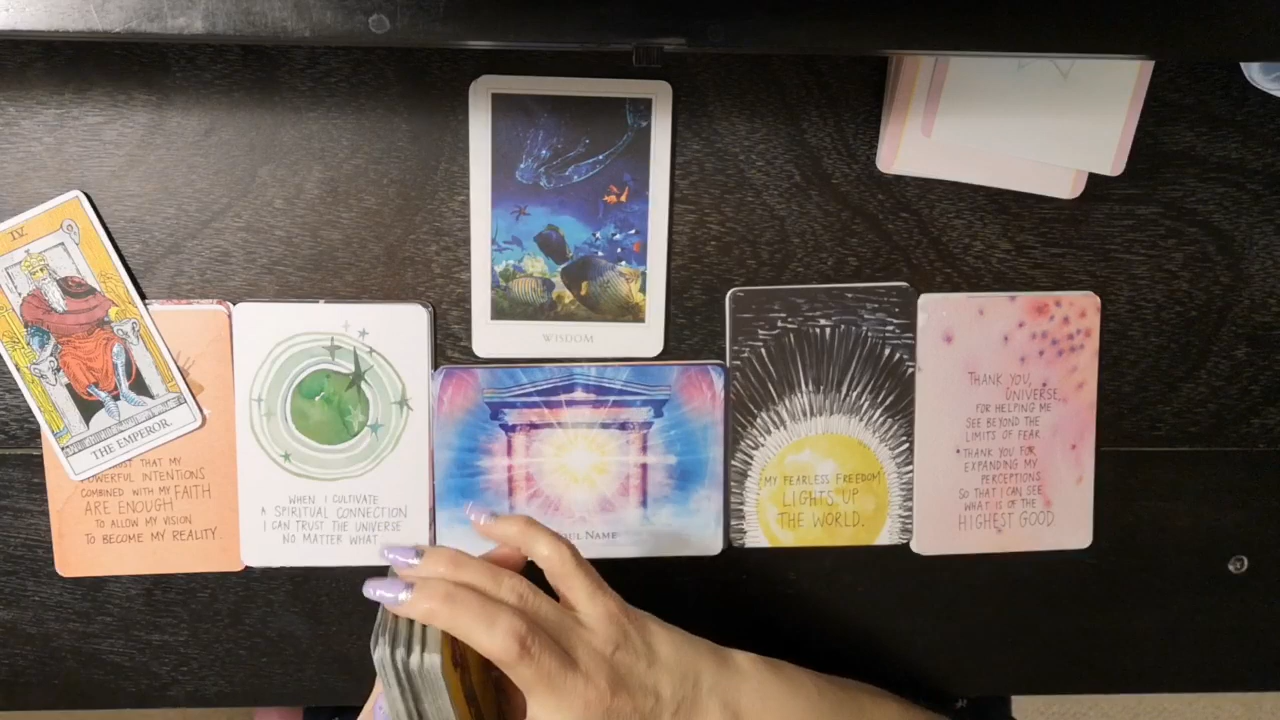 WISDOM
IV.
THE EMPEROR.
TRUST THAT MY
POWERFUL INTENTIONS
COMBINED WITH MY FAITH
ARE ENOUGH
TO ALLOW MY VISION
TO BECOME MY REALITY.
WHEN I CULTIVATE
A SPIRITUAL CONNECTION
I CAN TRUST THE UNIVERSE
NO MATTER WHAT
SOUL NAME
MY FEARLESS FREEDOM
LIGHTS UP
THE WORLD.
THANK YOU,
UNIVERSE,
FOR HELPING ME
SEE BEYOND THE
LIMITS OF FEAR
THANK YOU FOR
EXPANDING MY
PERCEPTIONS
SO THAT I CAN SEE
WHAT IS OF THE
HIGHEST GOOD.